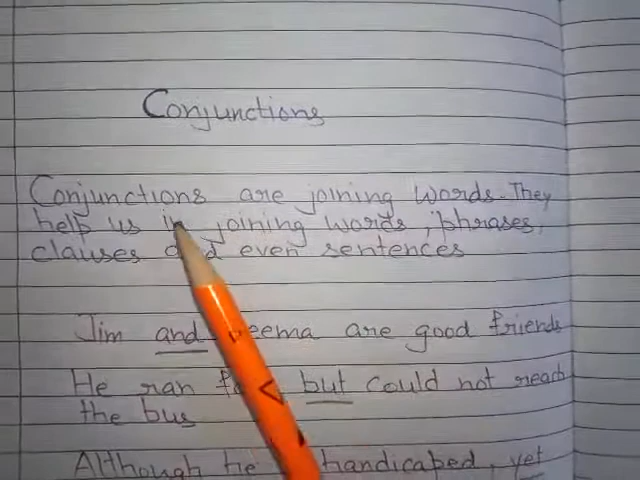 Conjunctions
Conjunctions are joining words. They
help us in joining words, phrases,
clauses and even sentences
Jim and are good friends
He ran but could not reach
the bus
Although he handicaped, yet